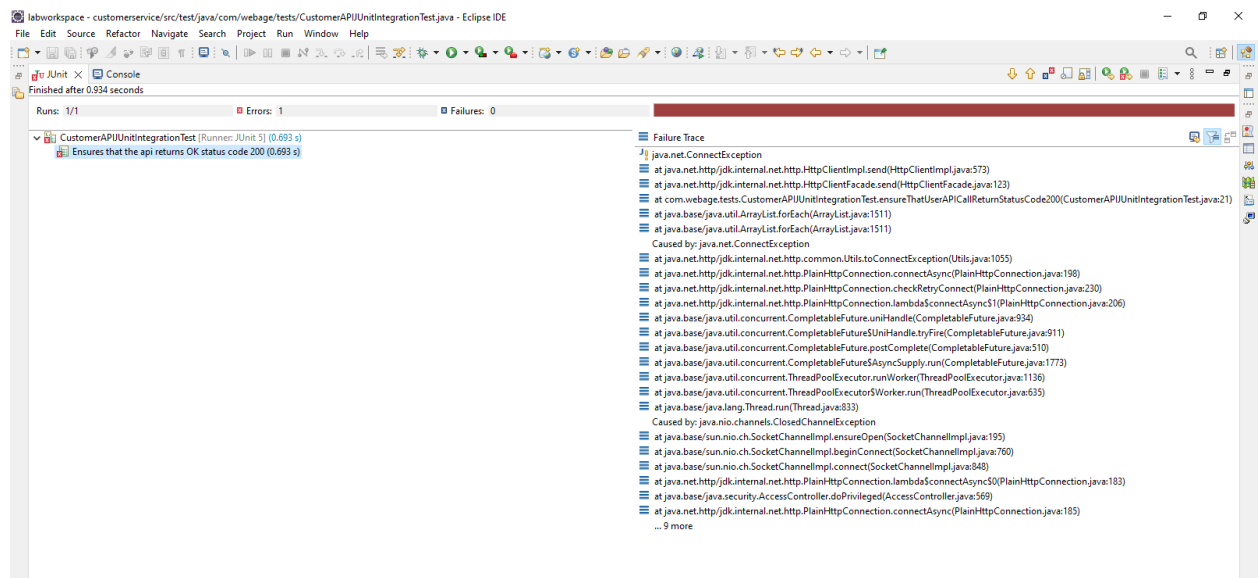 labworkspace - customerservice/src/test/java/com/webage/tests/CustomerAPIJUnitIntegrationTest.java - Eclipse IDE
File Edit Source Refactor Navigate Search Project Run Window Help
JUnit Console
Finished after 0.934 seconds
Runs: 1/1 Errors: 1 Failures: 0
CustomerAPIJUnitIntegrationTest [Runner: JUnit 5] (0.693 s)
Ensures that the api returns OK status code 200 (0.693 s)
Failure Trace
java.net.ConnectException
at java.net.http/jdk.internal.net.http.HttpClientImpl.send(HttpClientImpl.java:573)
at java.net.http/jdk.internal.net.http.HttpClientFacade.send(HttpClientFacade.java:123)
at com.webage.tests.CustomerAPIJUnitIntegrationTest.ensureThatUserAPICallReturnStatusCode200(CustomerAPIJUnitIntegrationTest.java:21)
at java.base/java.util.ArrayList.forEach(ArrayList.java:1511)
at java.base/java.util.ArrayList.forEach(ArrayList.java:1511)
Caused by: java.net.ConnectException
at java.net.http/jdk.internal.net.http.common.Utils.toConnectException(Utils.java:1055)
at java.net.http/jdk.internal.net.http.PlainHttpConnection.connectAsync(PlainHttpConnection.java:198)
at java.net.http/jdk.internal.net.http.PlainHttpConnection.checkRetryConnect(PlainHttpConnection.java:230)
at java.net.http/jdk.internal.net.http.PlainHttpConnection.lambda$connectAsync$1(PlainHttpConnection.java:206)
at java.base/java.util.concurrent.CompletableFuture.uniHandle(CompletableFuture.java:934)
at java.base/java.util.concurrent.CompletableFuture$UniHandle.tryFire(CompletableFuture.java:911)
at java.base/java.util.concurrent.CompletableFuture.postComplete(CompletableFuture.java:510)
at java.base/java.util.concurrent.CompletableFuture$AsyncSupply.run(CompletableFuture.java:1773)
at java.base/java.util.concurrent.ThreadPoolExecutor.runWorker(ThreadPoolExecutor.java:1136)
at java.base/java.util.concurrent.ThreadPoolExecutor$Worker.run(ThreadPoolExecutor.java:635)
at java.base/java.lang.Thread.run(Thread.java:833)
Caused by: java.nio.channels.ClosedChannelException
at java.base/sun.nio.ch.SocketChannelImpl.ensureOpen(SocketChannelImpl.java:195)
at java.base/sun.nio.ch.SocketChannelImpl.beginConnect(SocketChannelImpl.java:760)
at java.base/sun.nio.ch.SocketChannelImpl.connect(SocketChannelImpl.java:848)
at java.net.http/jdk.internal.net.http.PlainHttpConnection.lambda$connectAsync$0(PlainHttpConnection.java:183)
at java.base/java.security.AccessController.doPrivileged(AccessController.java:569)
at java.net.http/jdk.internal.net.http.PlainHttpConnection.connectAsync(PlainHttpConnection.java:185)
... 9 more